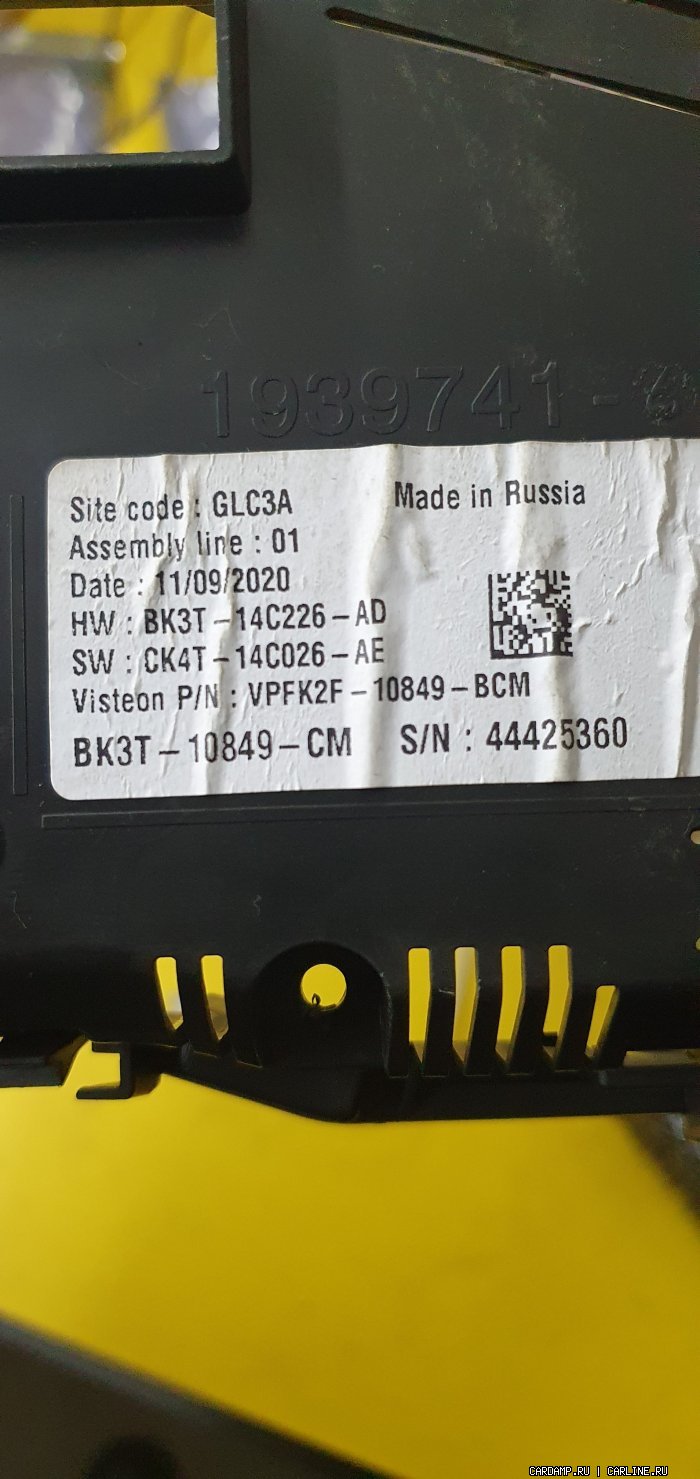 1939741-
Site code : GLC3A Made in Russia
Assembly line : 01
Date : 11/09/2020
HW : BK3T-14C226-AD
SW : CK4T-14C026-AE
Visteon P/N : VPFK2F-10849-BCM
BK3T-10849-CM S/N : 44425360
CARDAMP.RU | CARLINE.RU